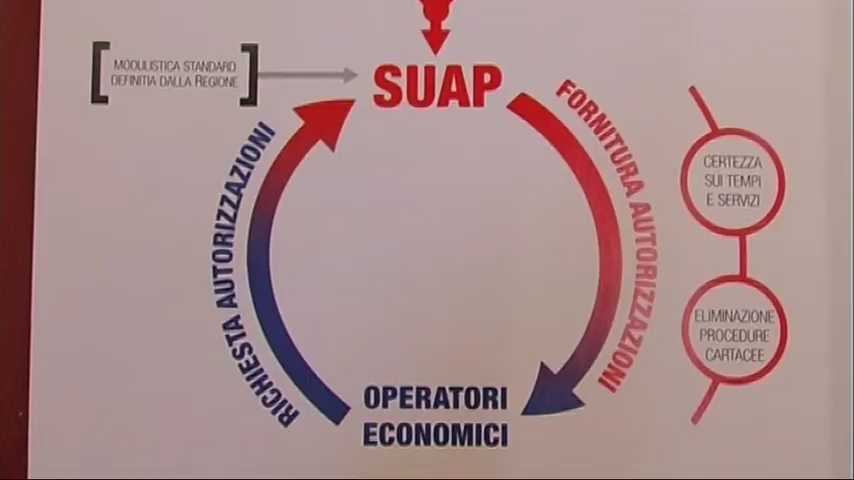 MODULISTICA STANDARD
DEFINITIA DALLA REGIONE
SUAP
FORNITURA AUTORIZZAZIONI
RICHIESTA AUTORIZZAZIONI
CERTEZZA
SUI TEMPI
E SERVIZI
ELIMINAZIONE
PROCEDURE
CARTACEE
OPERATORI
ECONOMICI